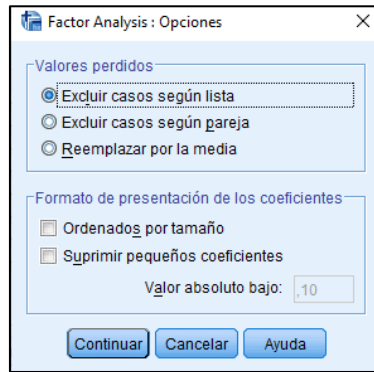 Factor Analysis : Opciones
Valores perdidos
Excluir casos según lista
Excluir casos según pareja
Reemplazar por la media
Formato de presentación de los coeficientes
Ordenados por tamaño
Suprimir pequeños coeficientes
Valor absoluto bajo: ,10
Continuar Cancelar Ayuda